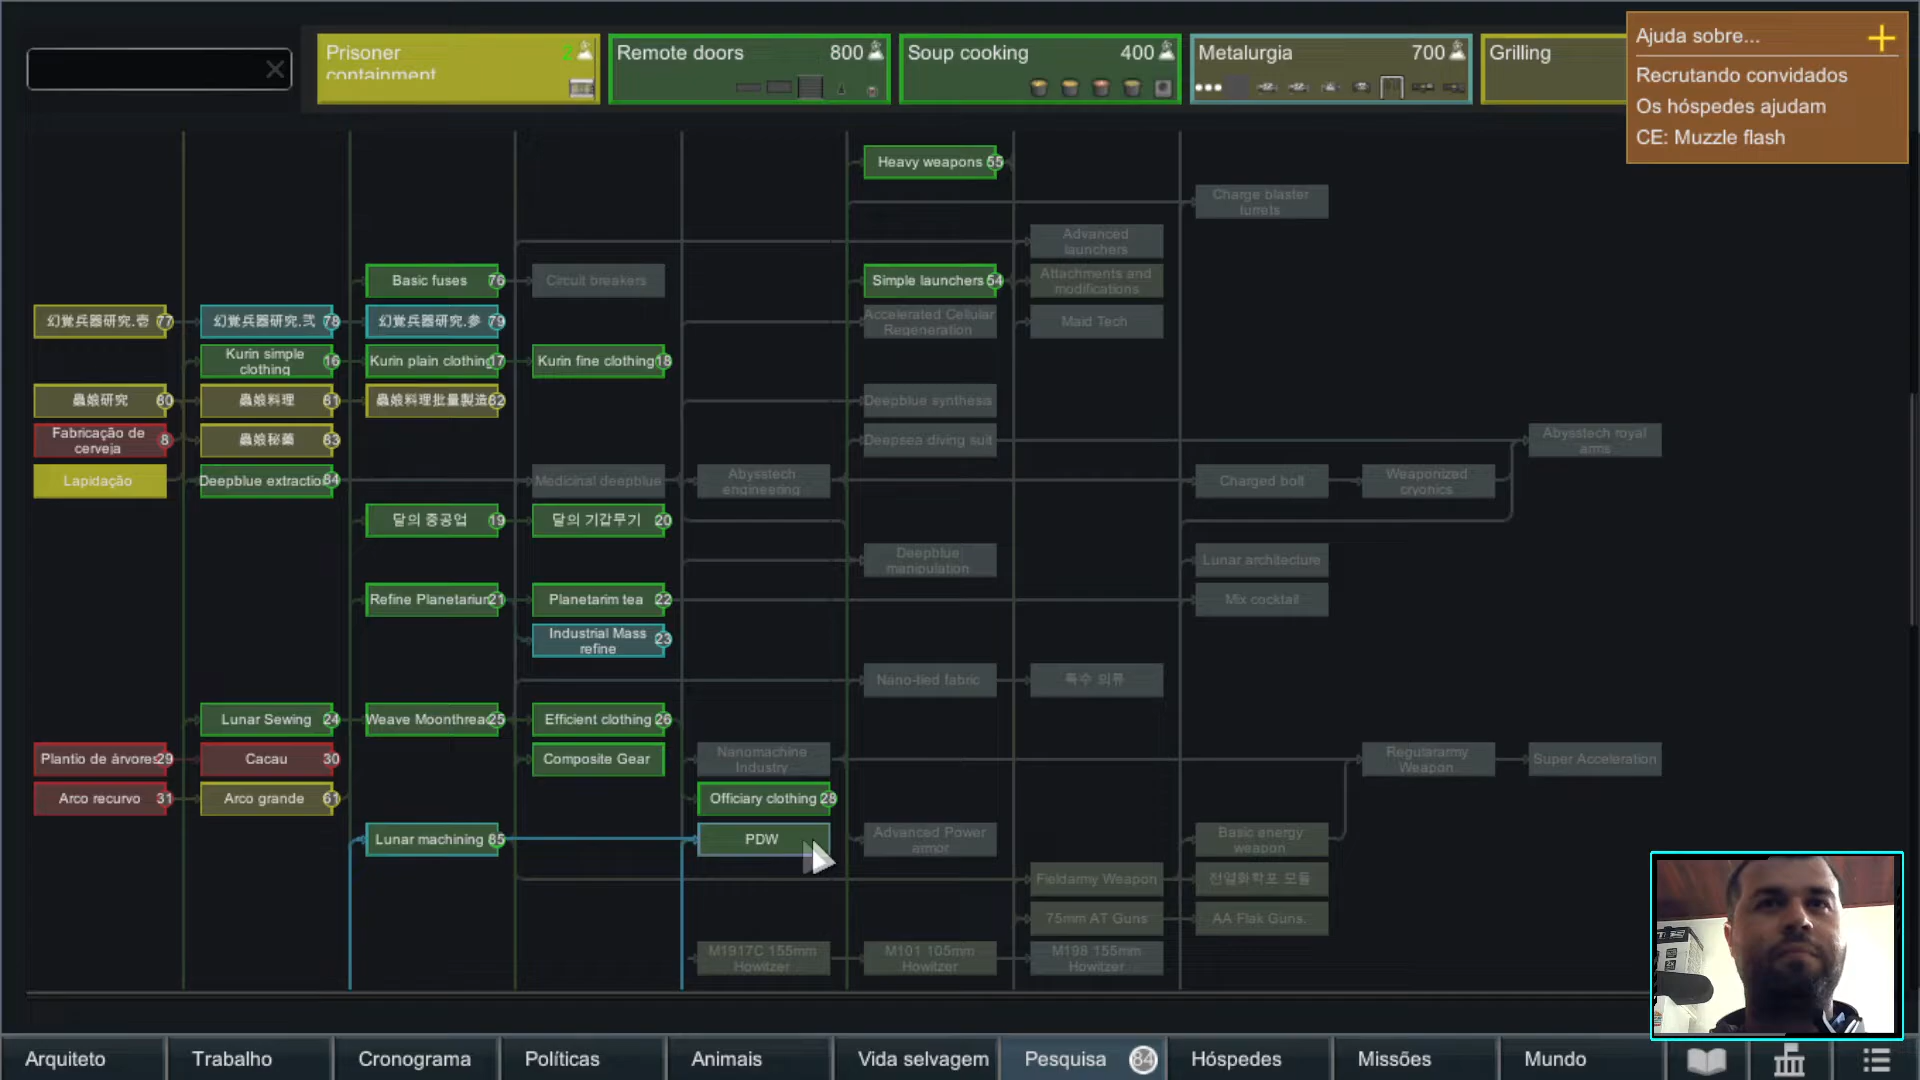 Prisoner
containment
2
Remote doors 800
Soup cooking 400
Metalurgia 700
Grilling
Ajuda sobre...
Recrutando convidados
Os hóspedes ajudam
CE: Muzzle flash
Heavy weapons 55
Charge blaster
turrets
Advanced
launchers
Basic fuses 76
Circuit breakers
Simple launchers 54
Attachments and
modifications
幻覚兵器研究.壱 77
幻覚兵器研究.弐 78
幻覚兵器研究.参 79
Accelerated Cellular
Regeneration
Maid Tech
Kurin simple
clothing 16
Kurin plain clothing 17
Kurin fine clothing 18
蟲娘研究 80
蟲娘料理 81
蟲娘料理批量製造 82
Deepblue synthesis
Fabricação de
cerveja 8
蟲娘秘藥 83
Deepsea diving suit
Abysstech royal
arms
Lapidação
Deepblue extraction 84
Medicinal deepblue
Abysstech
engineering
Charged bolt
Weaponized
cryonics
달의 중공업 19
달의 기갑무기 20
Deepblue
manipulation
Lunar architecture
Refine Planetarium 21
Planetarim tea 22
Mix cocktail
Industrial Mass
refine 23
Nano-tied fabric
특수 의류
Lunar Sewing 24
Weave Moonthread 25
Efficient clothing 26
Plantio de árvores 29
Cacau 30
Composite Gear
Nanomachine
Industry
Regulararmy
Weapon
Super Acceleration
Arco recurvo 31
Arco grande 61
Officiary clothing 28
Lunar machining 85
PDW
Advanced Power
armor
Basic energy
weapon
Fieldarmy Weapon
전열화학포 모듈
75mm AT Guns
AA Flak Guns.
M1917C 155mm
Howitzer
M101 105mm
Howitzer
M198 155mm
Howitzer
Arquiteto
Trabalho
Cronograma
Políticas
Animais
Vida selvagem
Pesquisa 84
Hóspedes
Missões
Mundo